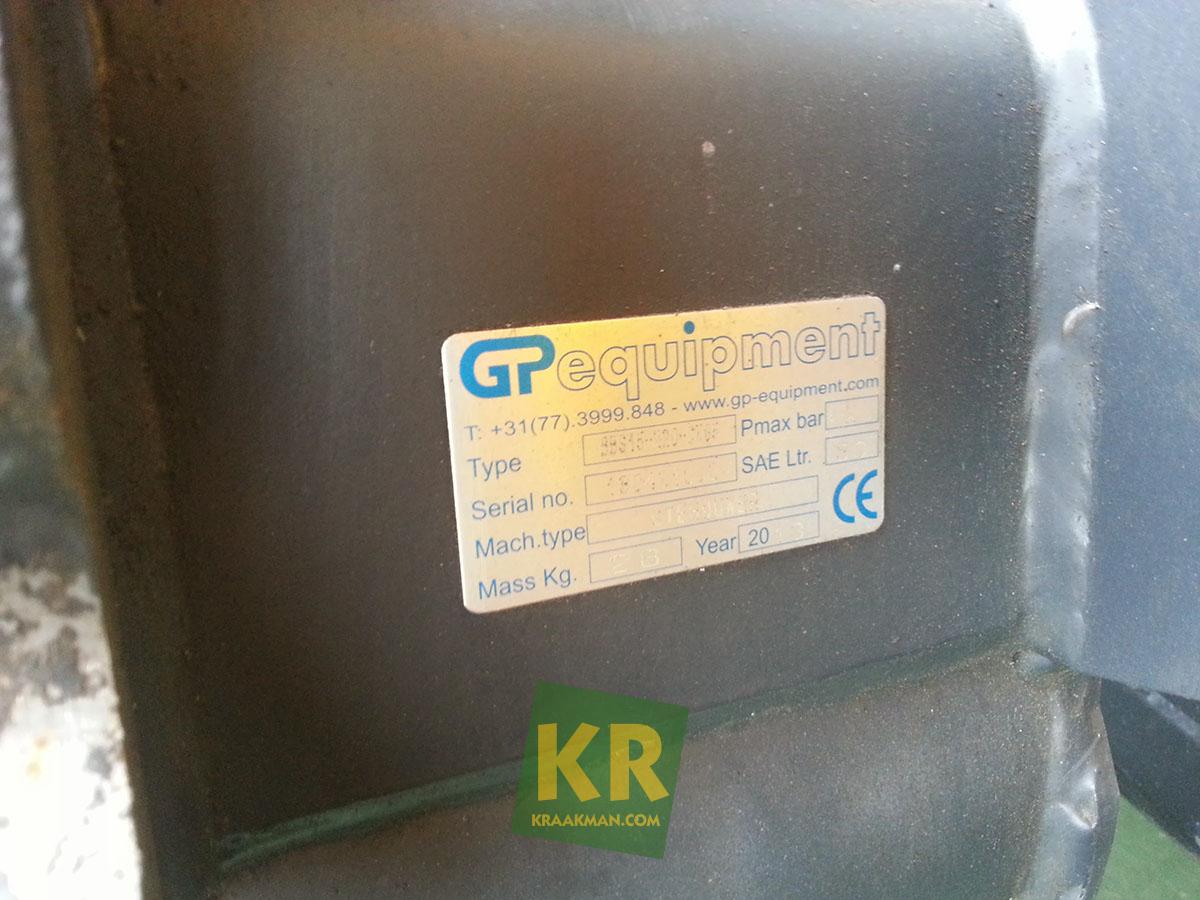 GP equipment
T: +31(77).3999.848 - www.gp-equipment.com
Type Pmax bar
Serial no. SAE Ltr.
Mach.type CE
Mass Kg. Year 20
KR
KRAAKMAN.COM